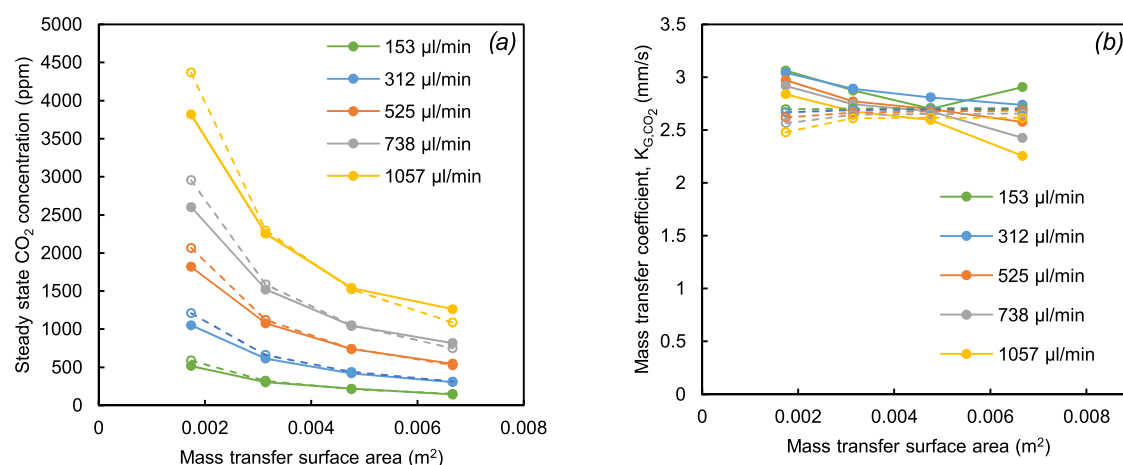 (a)
Steady state CO2 concentration (ppm)
5000
4500
4000
3500
3000
2500
2000
1500
1000
500
0
153 µl/min
312 µl/min
525 µl/min
738 µl/min
1057 µl/min
0 0.002 0.004 0.006 0.008
Mass transfer surface area (m2)
(b)
Mass transfer coefficient, KG,CO2 (mm/s)
3.5
3
2.5
2
1.5
1
0.5
0
153 µl/min
312 µl/min
525 µl/min
738 µl/min
1057 µl/min
0 0.002 0.004 0.006 0.008
Mass transfer surface area (m2)